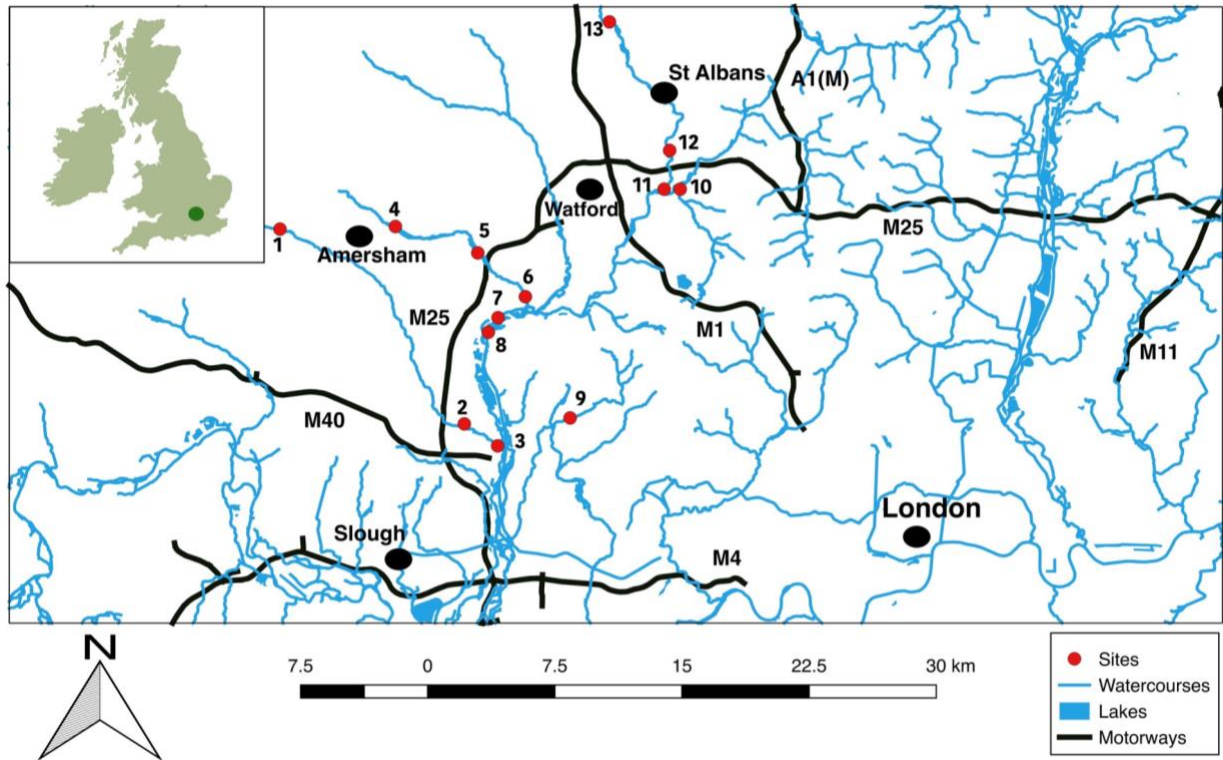 13
St Albans
A1(M)
12
11
10
4
Watford
1
Amersham
5
M25
6
7
M25
8
M1
M11
9
M40
2
3
London
Slough
M4
N
7.5 0 7.5 15 22.5 30 km
Sites
Watercourses
Lakes
Motorways